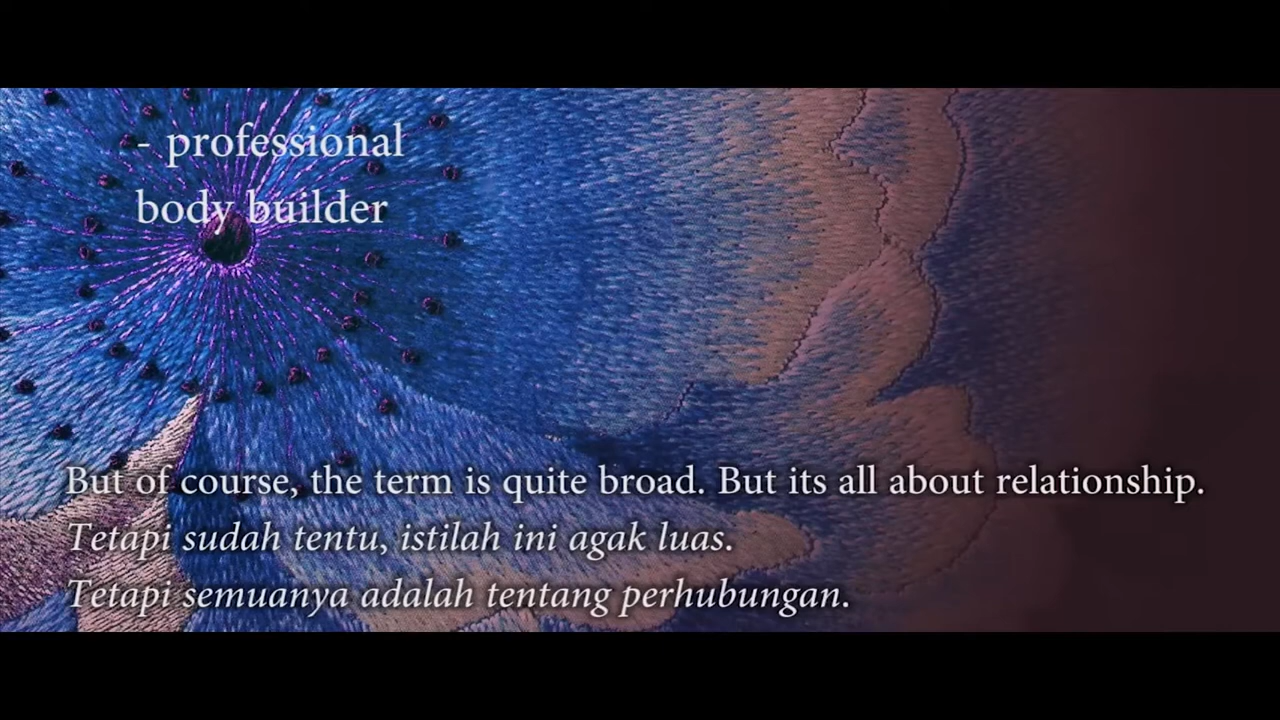 - professional
body builder
But of course, the term is quite broad. But its all about relationship.
Tetapi sudah tentu, istilah ini agak luas.
Tetapi semuanya adalah tentang perhubungan.